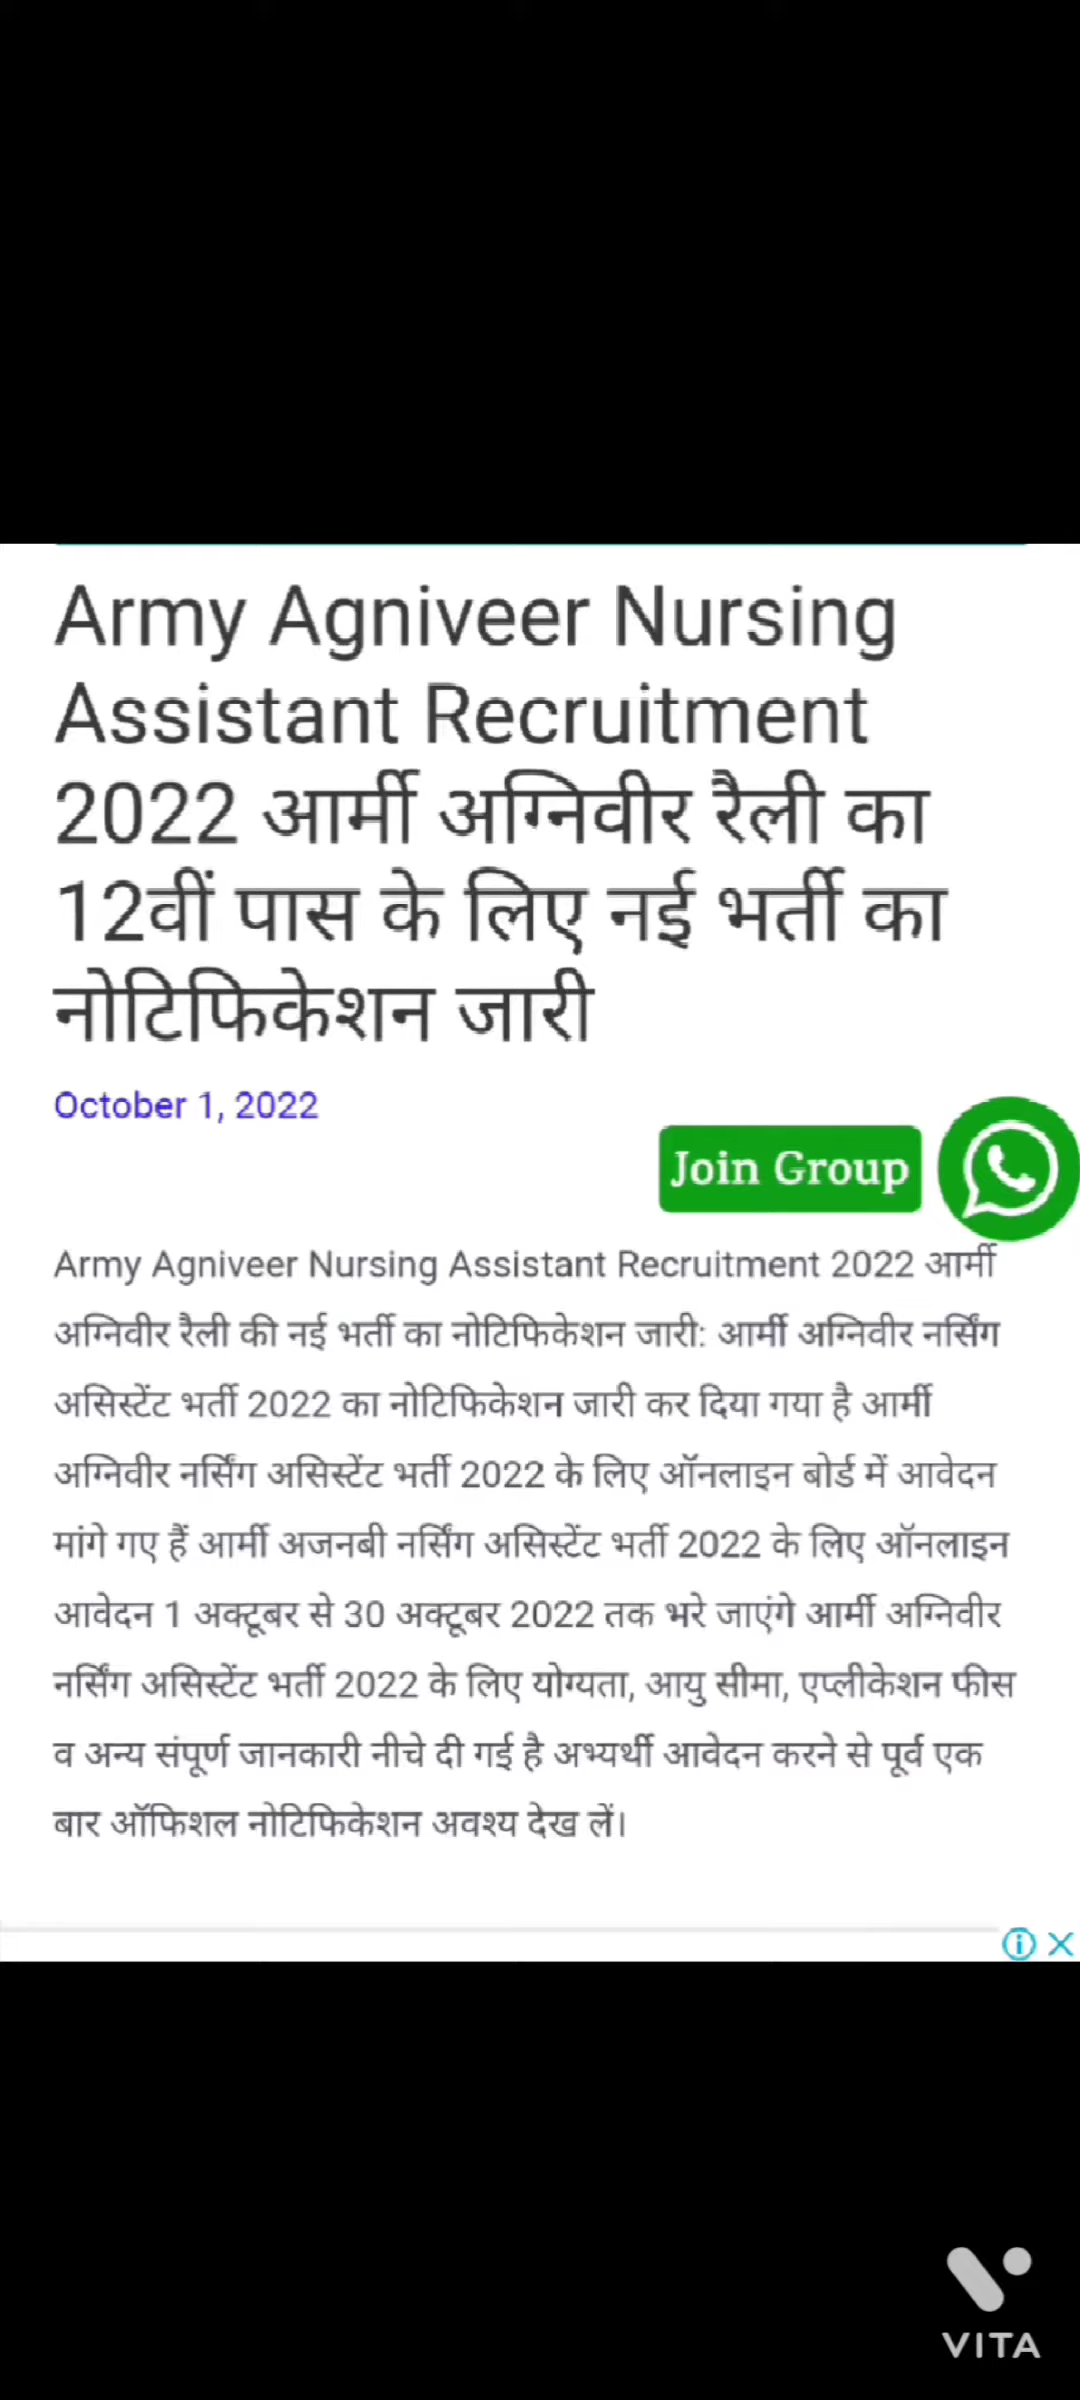 Army Agniveer Nursing
Assistant Recruitment
2022 आर्मी अग्निवीर रैली का
12वीं पास के लिए नई भर्ती का
नोटिफिकेशन जारी
October 1, 2022
Join Group
Army Agniveer Nursing Assistant Recruitment 2022 आर्मी
अग्निवीर रैली की नई भर्ती का नोटिफिकेशन जारी: आर्मी अग्निवीर नर्सिंग
असिस्टेंट भर्ती 2022 का नोटिफिकेशन जारी कर दिया गया है आर्मी
अग्निवीर नर्सिंग असिस्टेंट भर्ती 2022 के लिए ऑनलाइन बोर्ड में आवेदन
मांगे गए हैं आर्मी अजनबी नर्सिंग असिस्टेंट भर्ती 2022 के लिए ऑनलाइन
आवेदन 1 अक्टूबर से 30 अक्टूबर 2022 तक भरे जाएंगे आर्मी अग्निवीर
नर्सिंग असिस्टेंट भर्ती 2022 के लिए योग्यता, आयु सीमा, एप्लीकेशन फीस
व अन्य संपूर्ण जानकारी नीचे दी गई है अभ्यर्थी आवेदन करने से पूर्व एक
बार ऑफिशल नोटिफिकेशन अवश्य देख लें।
VITA